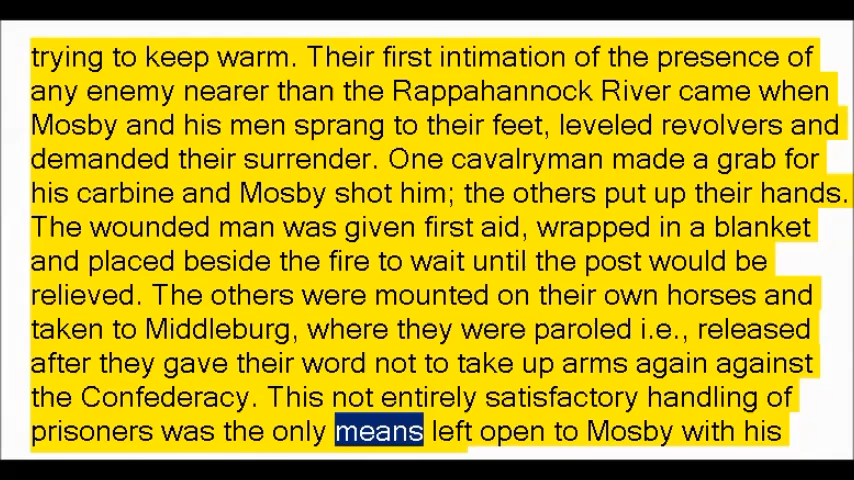 trying to keep warm. Their first intimation of the presence of
any enemy nearer than the Rappahannock River came when
Mosby and his men sprang to their feet, leveled revolvers and
demanded their surrender. One cavalryman made a grab for
his carbine and Mosby shot him; the others put up their hands.
The wounded man was given first aid, wrapped in a blanket
and placed beside the fire to wait until the post would be
relieved. The others were mounted on their own horses and
taken to Middleburg, where they were paroled i.e., released
after they gave their word not to take up arms again against
the Confederacy. This not entirely satisfactory handling of
prisoners was the only means left open to Mosby with his